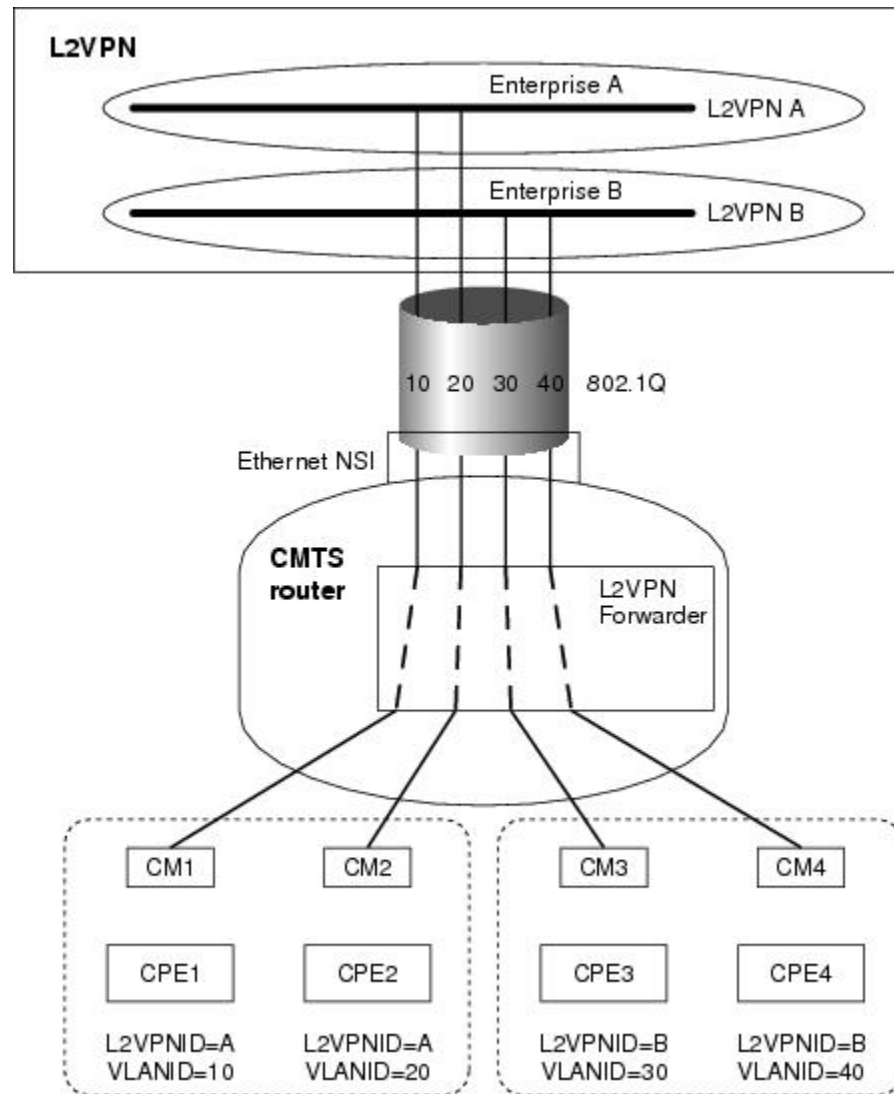 L2VPN
Enterprise A
L2VPN A
Enterprise B
L2VPN B
10 20 30 40 802.1Q
Ethernet NSI
CMTS
router
L2VPN
Forwarder
CM1 CM2 CM3 CM4
CPE1 CPE2 CPE3 CPE4
L2VPNID=A L2VPNID=A L2VPNID=B L2VPNID=B
VLANID=10 VLANID=20 VLANID=30 VLANID=40